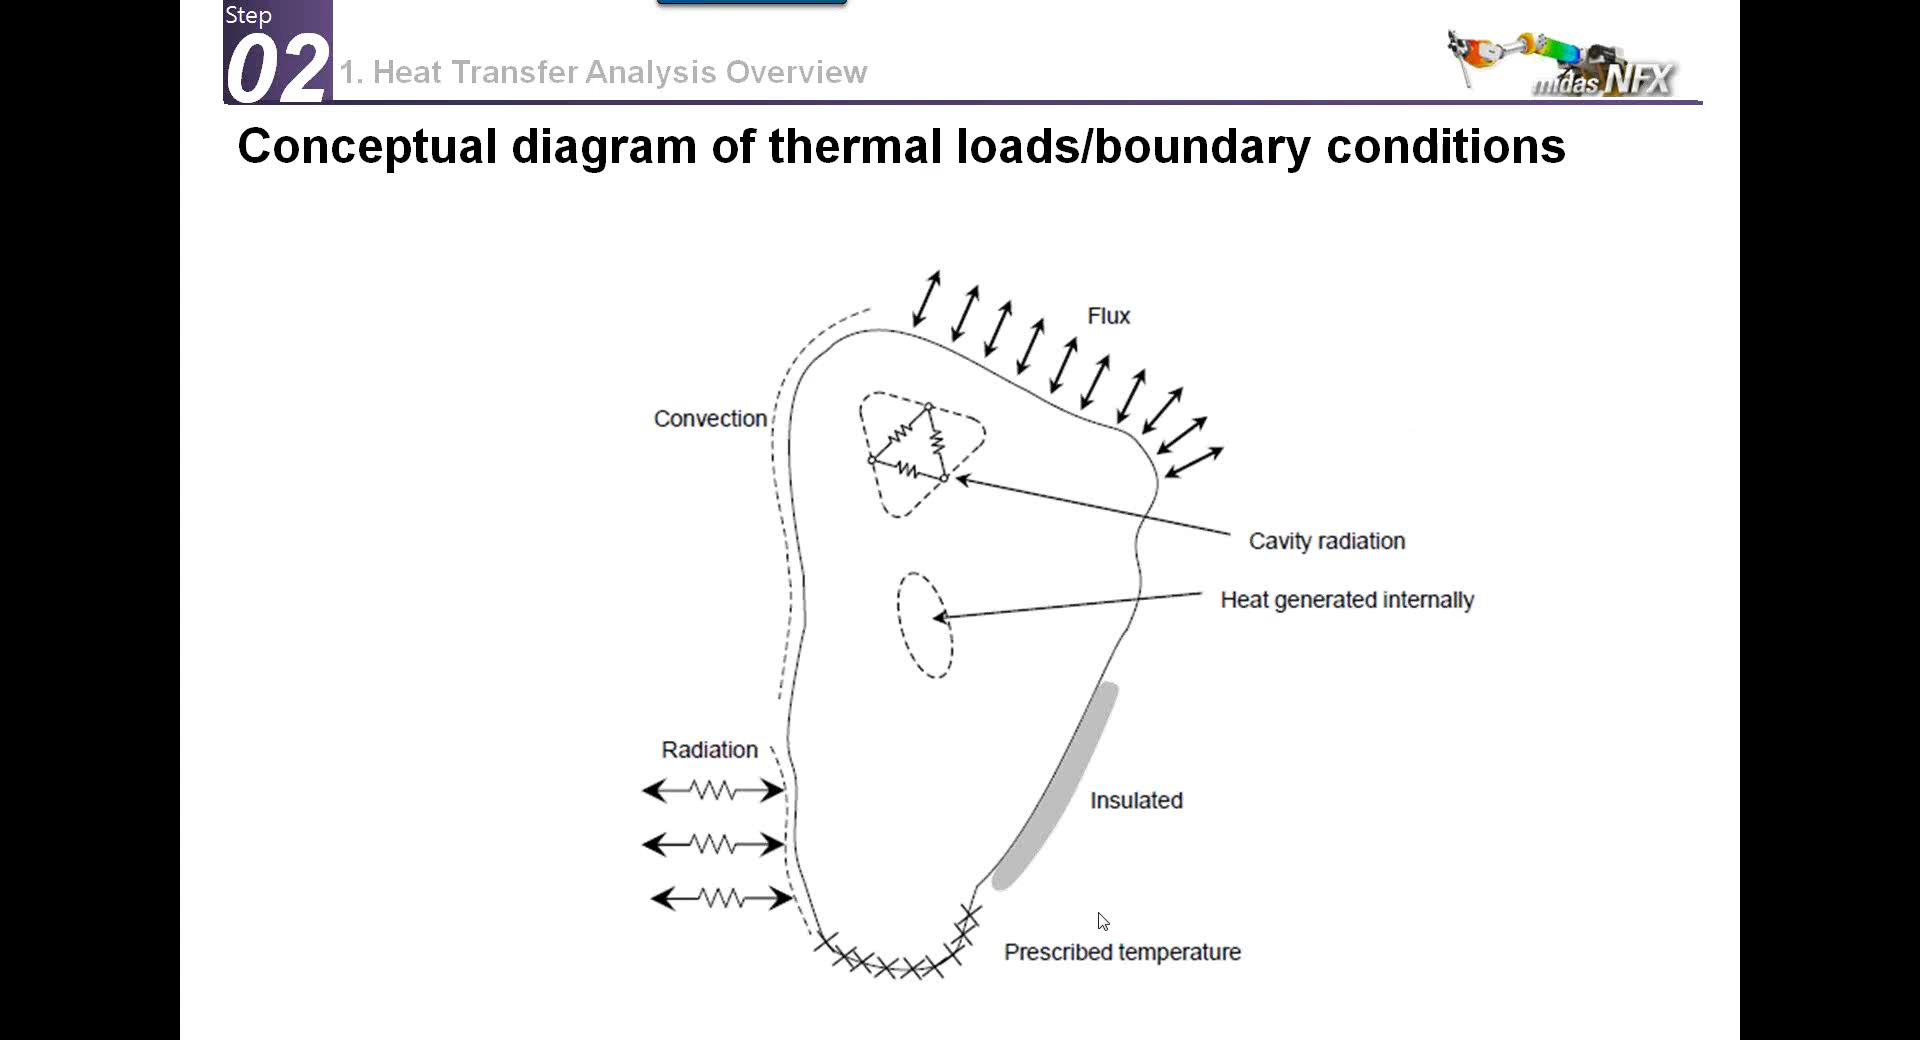 Step
02
1. Heat Transfer Analysis Overview
midas NFX
Conceptual diagram of thermal loads/boundary conditions
Flux
Convection
Cavity radiation
Heat generated internally
Radiation
Insulated
Prescribed temperature